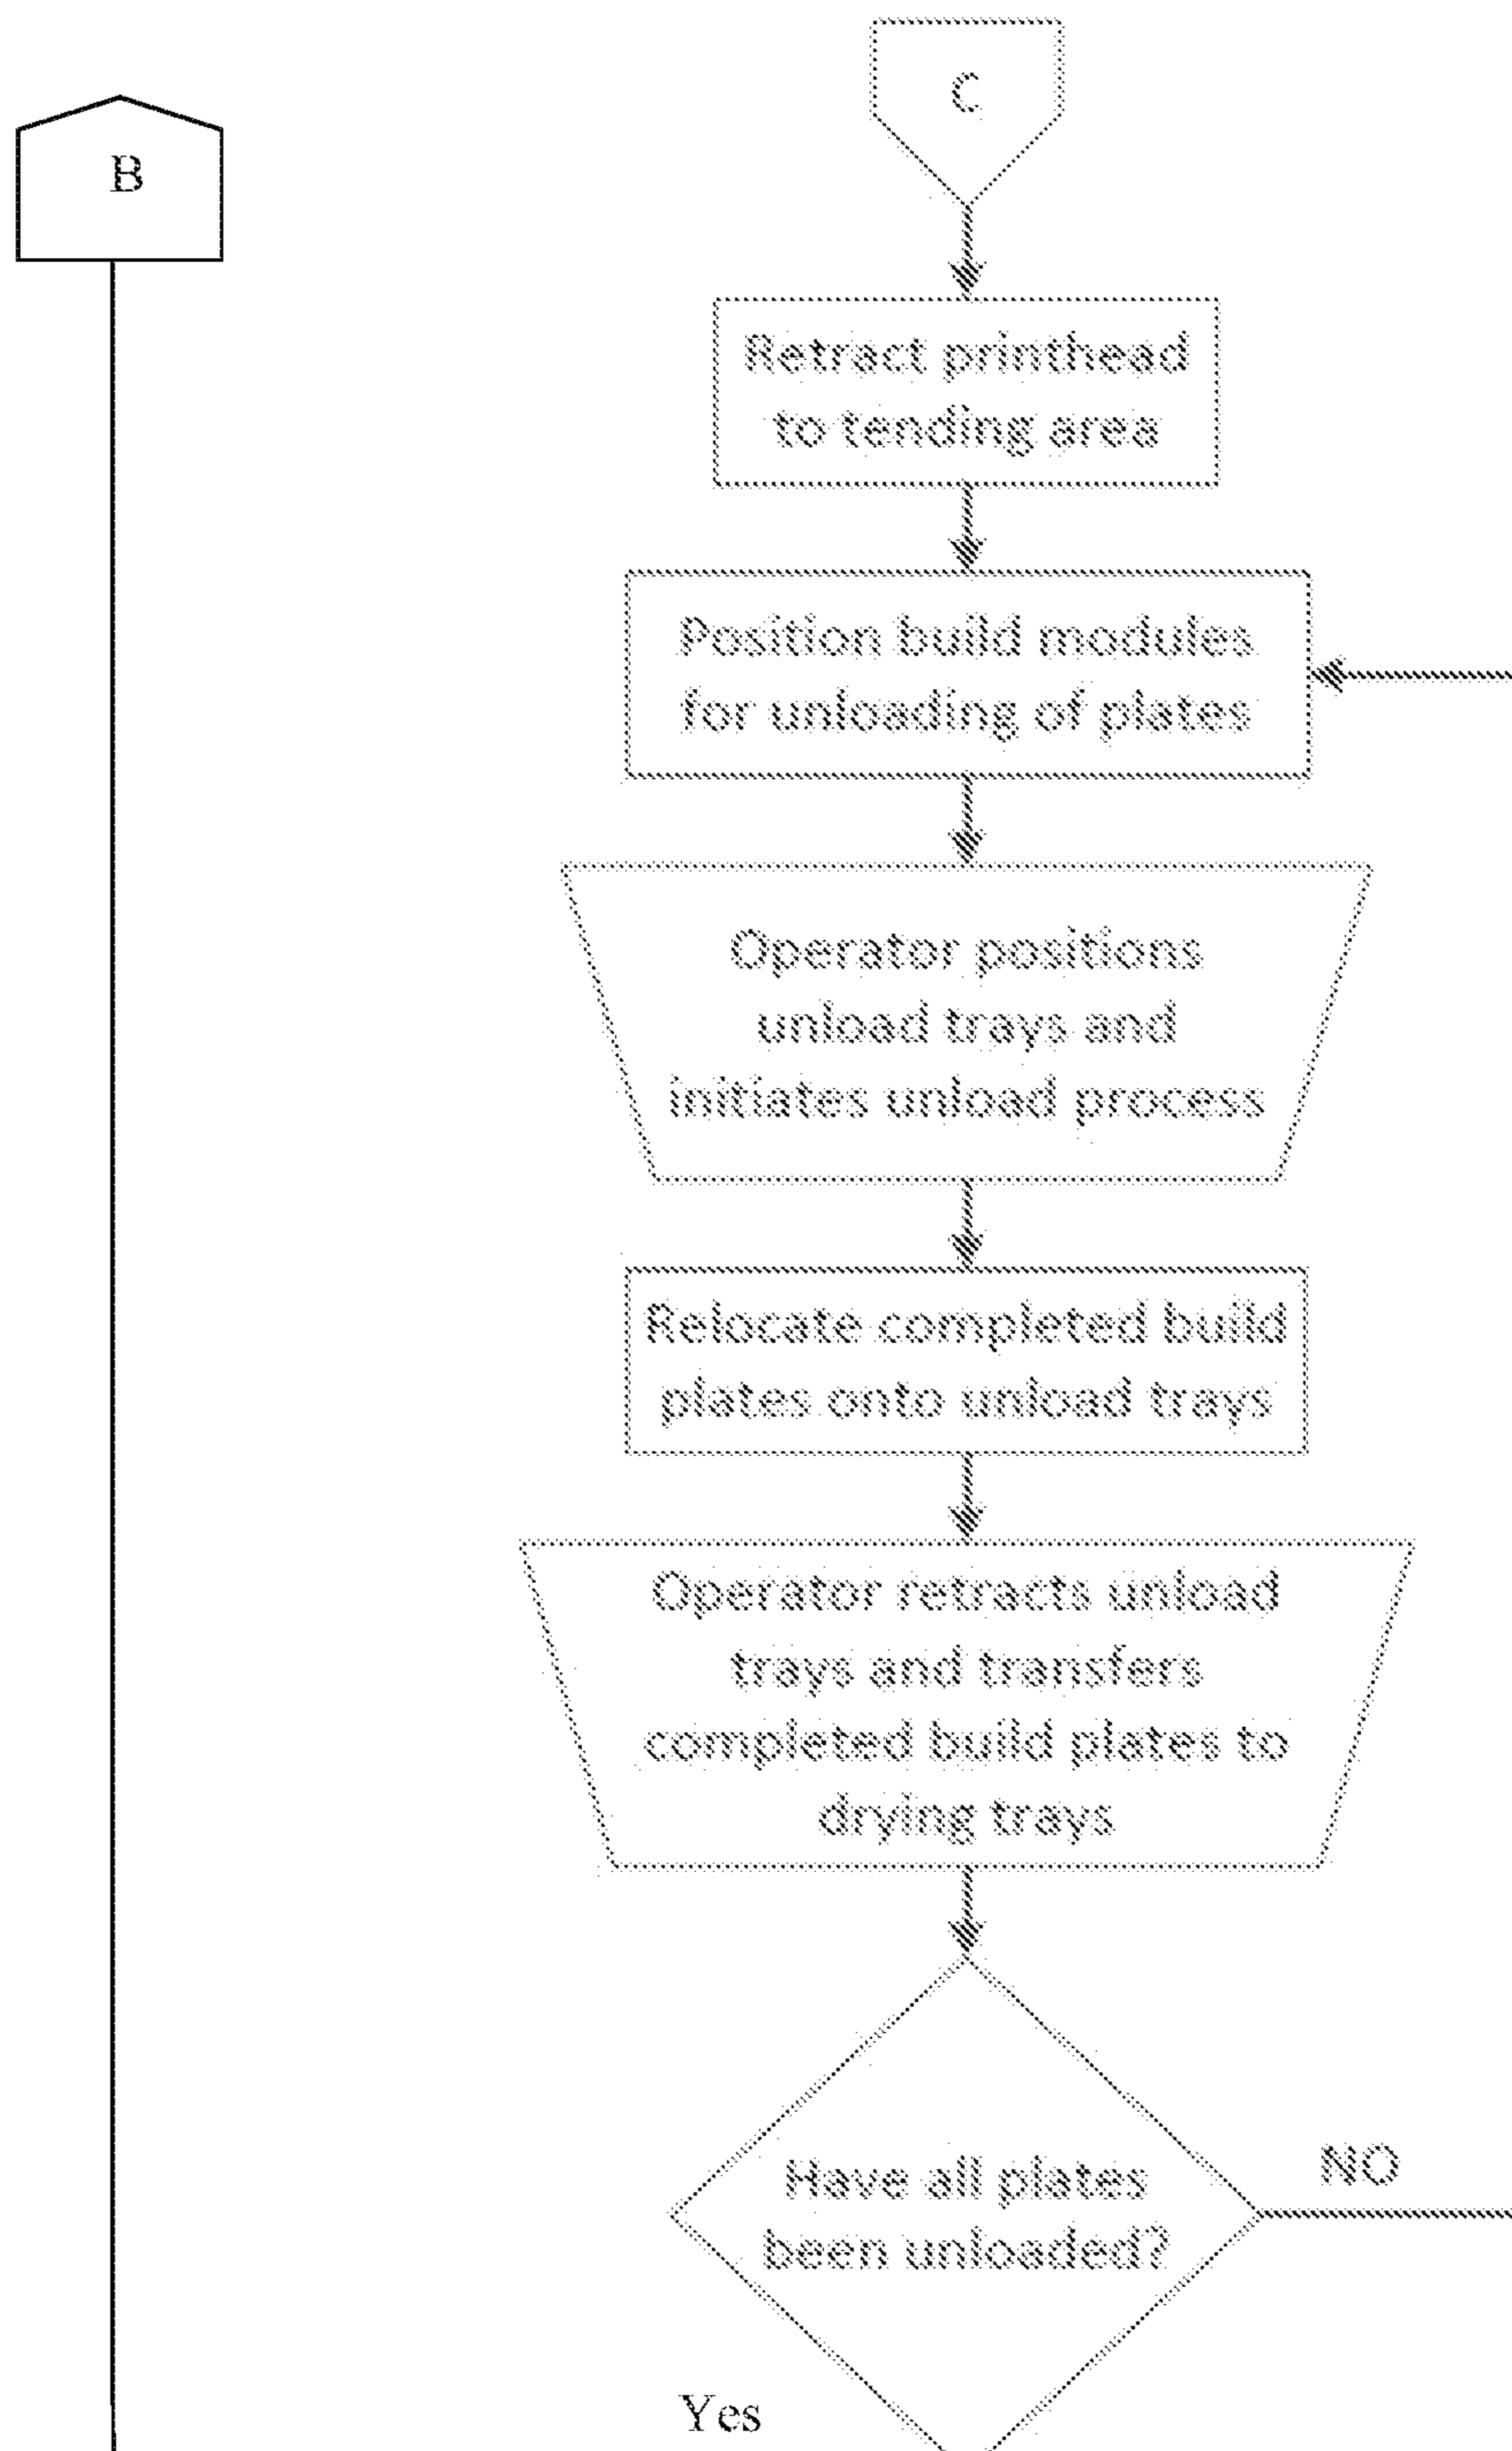 C
B
Retract printhead
to tending area
Position build modules
for unloading of plates
Operator positions
unload trays and
initiates unload process
Relocate completed build
plates onto unload trays
Operator retracts unload
trays and transfers
completed build plates to
drying trays
Have all plates
been unloaded?
NO
Yes